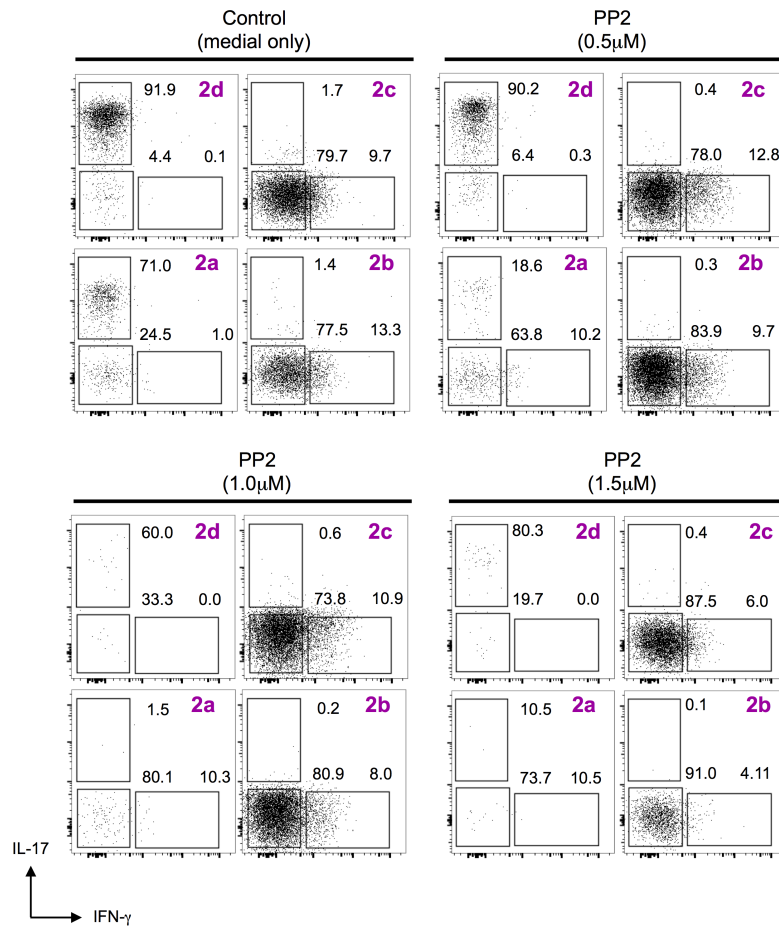 Control
(medial only)
PP2
(0.5μM)
91.9 2d
4.4 0.1
1.7 2c
79.7 9.7
90.2 2d
6.4 0.3
0.4 2c
78.0 12.8
71.0 2a
24.5 1.0
1.4 2b
77.5 13.3
18.6 2a
63.8 10.2
0.3 2b
83.9 9.7
PP2
(1.0μM)
PP2
(1.5μM)
60.0 2d
33.3 0.0
0.6 2c
73.8 10.9
80.3 2d
19.7 0.0
0.4 2c
87.5 6.0
1.5 2a
80.1 10.3
0.2 2b
80.9 8.0
10.5 2a
73.7 10.5
0.1 2b
91.0 4.11
IL-17
IFN-γ